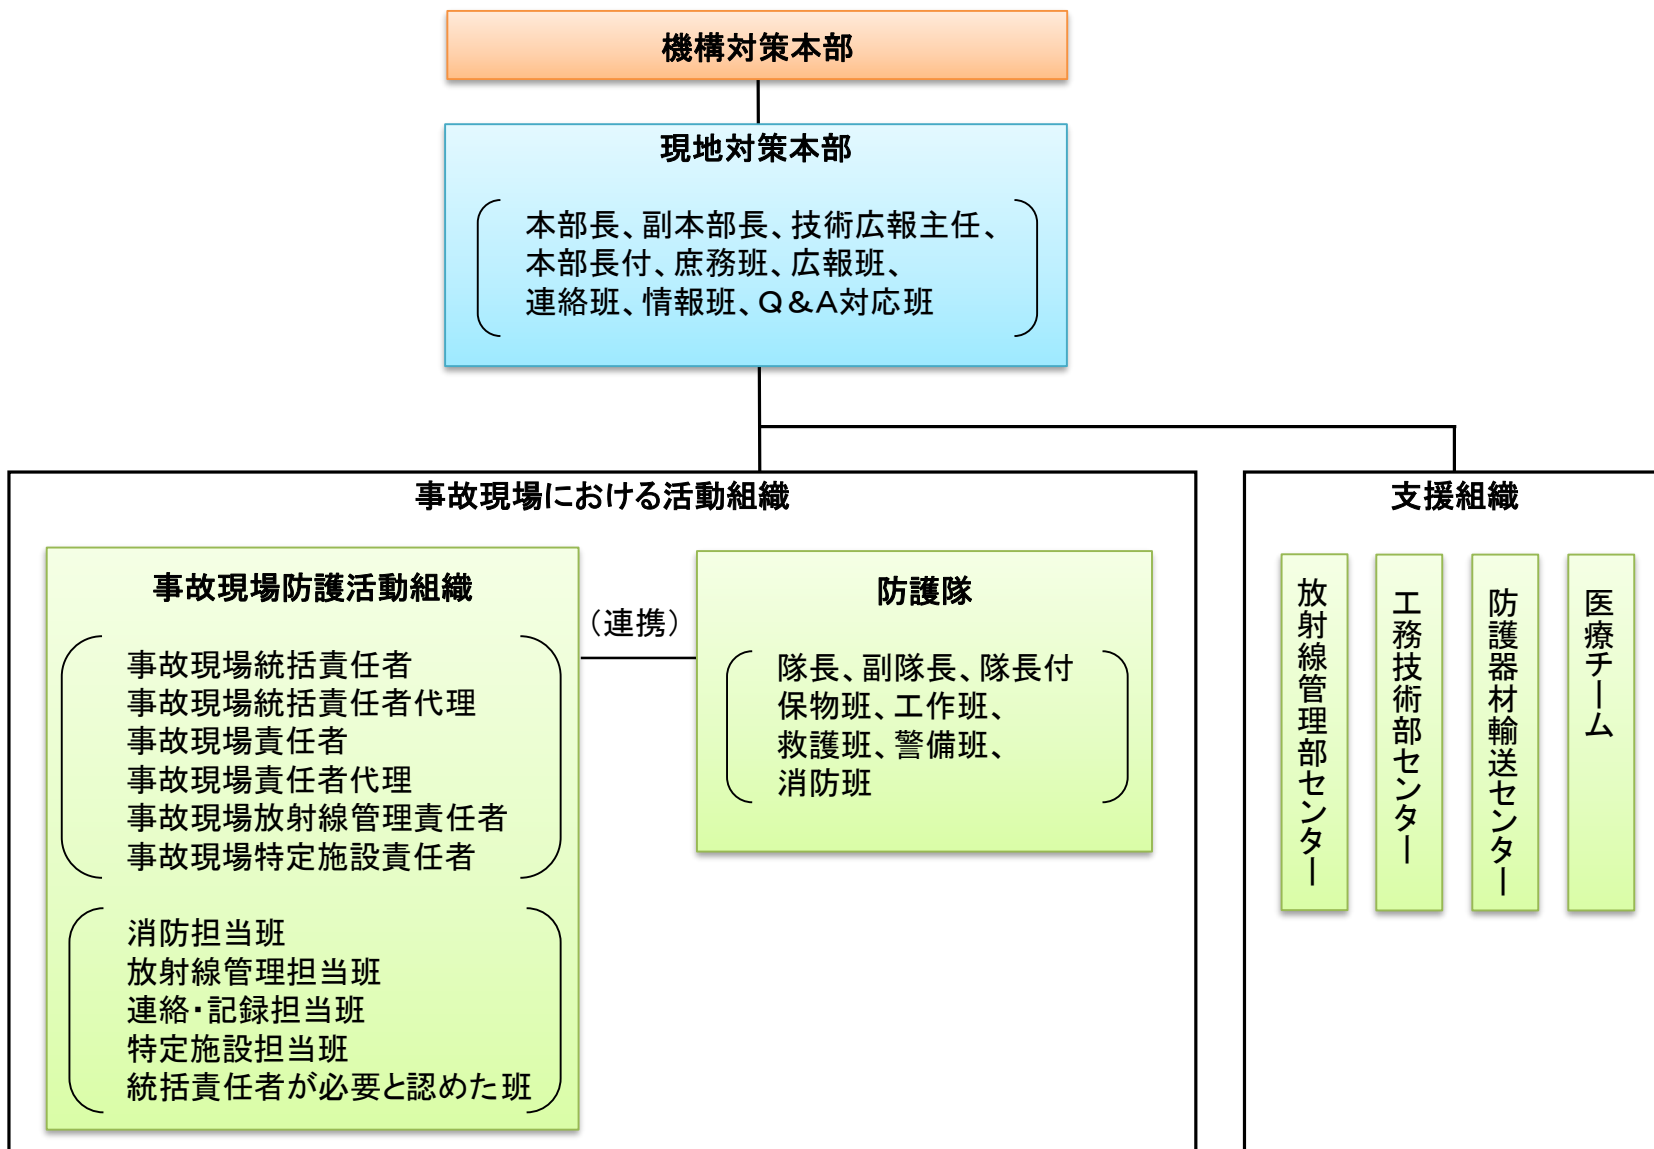 機構対策本部
現地対策本部
本部長、副本部長、技術広報主任、
本部長付、庶務班、広報班、
連絡班、情報班、Q&A対応班
事故現場における活動組織
事故現場防護活動組織
事故現場統括責任者
事故現場統括責任者代理
事故現場責任者
事故現場責任者代理
事故現場放射線管理責任者
事故現場特定施設責任者
消防担当班
放射線管理担当班
連絡・記録担当班
特定施設担当班
統括責任者が必要と認めた班
（連携）
防護隊
隊長、副隊長、隊長付
保物班、工作班、
救護班、警備班、
消防班
支援組織
放射線管理部センター
工務技術部センター
防護器材輸送センター
医療チーム